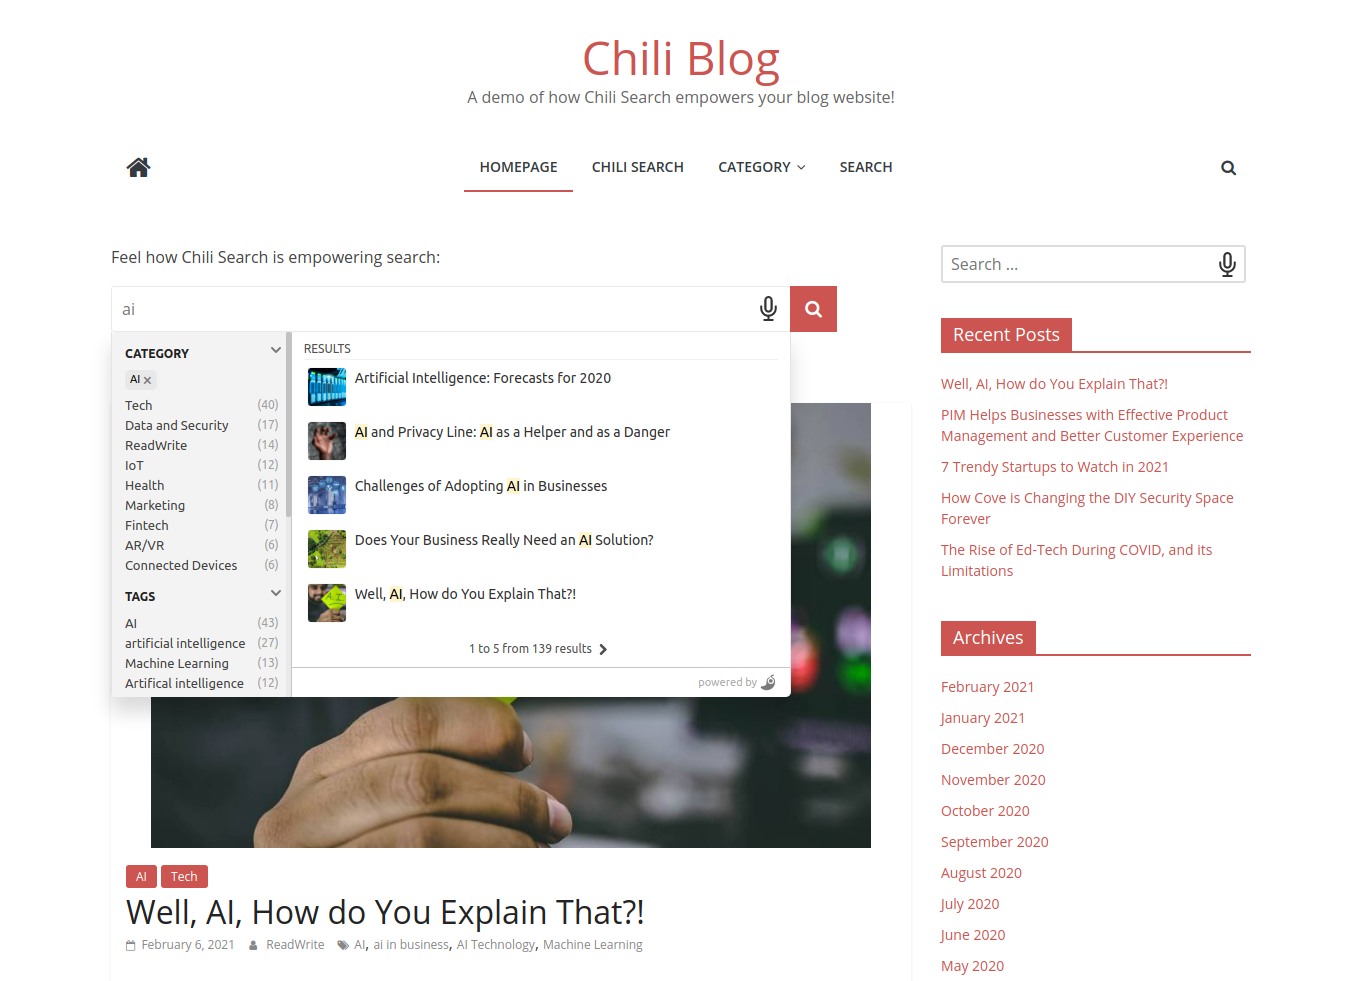 Chili Blog
A demo of how Chili Search empowers your blog website!
HOMEPAGE CHILI SEARCH CATEGORY SEARCH
Feel how Chili Search is empowering search:
ai
CATEGORY
AI ×
Tech (40)
Data and Security (17)
ReadWrite (14)
IoT (12)
Health (11)
Marketing (8)
Fintech (7)
AR/VR (6)
Connected Devices (6)
TAGS
AI (43)
artificial intelligence (27)
Machine Learning (13)
Artifical intelligence (12)
RESULTS
Artificial Intelligence: Forecasts for 2020
AI and Privacy Line: AI as a Helper and as a Danger
Challenges of Adopting AI in Businesses
Does Your Business Really Need an AI Solution?
Well, AI, How do You Explain That?!
1 to 5 from 139 results
powered by
AI Tech
Well, AI, How do You Explain That?!
February 6, 2021 ReadWrite AI, ai in business, AI Technology, Machine Learning
Search ...
Recent Posts
Well, AI, How do You Explain That?!
PIM Helps Businesses with Effective Product
Management and Better Customer Experience
7 Trendy Startups to Watch in 2021
How Cove is Changing the DIY Security Space
Forever
The Rise of Ed-Tech During COVID, and its
Limitations
Archives
February 2021
January 2021
December 2020
November 2020
October 2020
September 2020
August 2020
July 2020
June 2020
May 2020